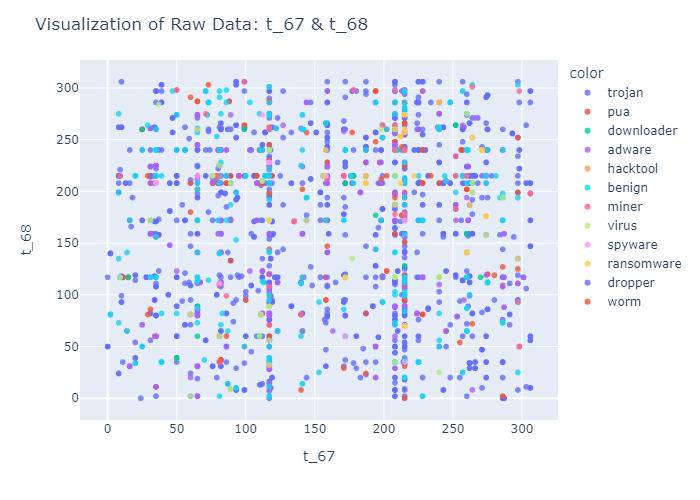 Visualization of Raw Data: t_67 & t_68
color
trojan
pua
downloader
adware
hacktool
benign
miner
virus
spyware
ransomware
dropper
worm
t_68
300
250
200
150
100
50
0
0 50 100 150 200 250 300
t_67